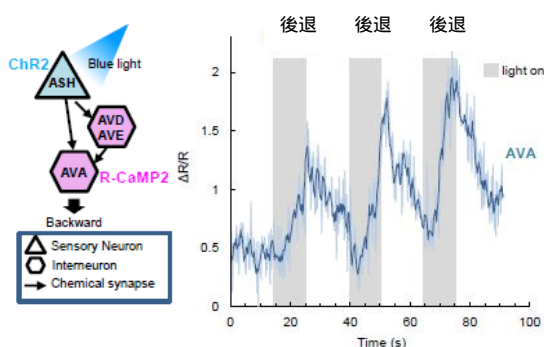 ChR2
Blue light
ASH
AVD
AVE
AVA
R-CaMP2
Backward
Sensory Neuron
Interneuron
Chemical synapse
後退 後退 後退
light on
AVA
ΔR/R
2
1.5
1
0.5
0
0 20 40 60 80 100
Time (s)